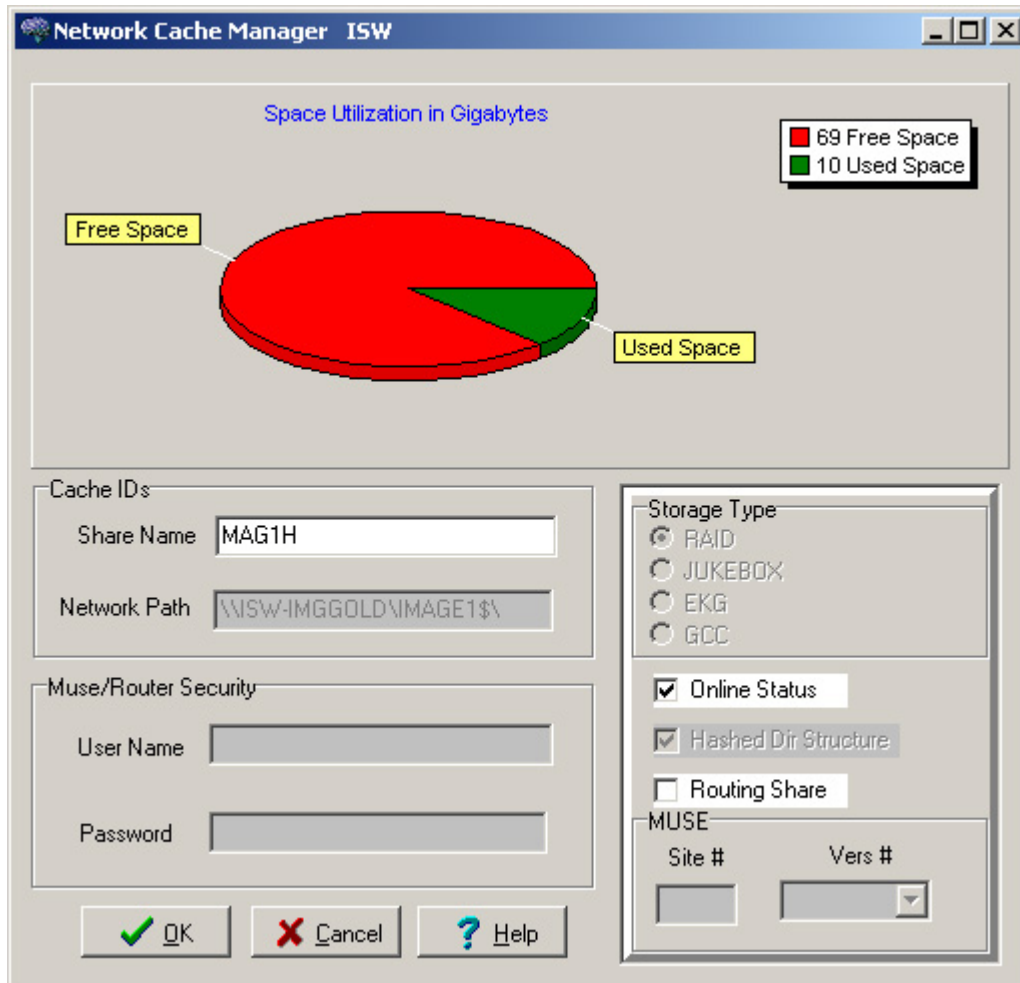 Network Cache Manager ISW
Space Utilization in Gigabytes
69 Free Space
10 Used Space
Free Space
Used Space
Cache IDs
Share Name MAG1H
Network Path \\ISW-IMGGOLD\IMAGE1$\
Muse/Router Security
User Name
Password
Storage Type
RAID
JUKEBOX
EKG
GCC
Online Status
Hashed Dir Structure
Routing Share
MUSE
Site # Vers #
OK Cancel Help